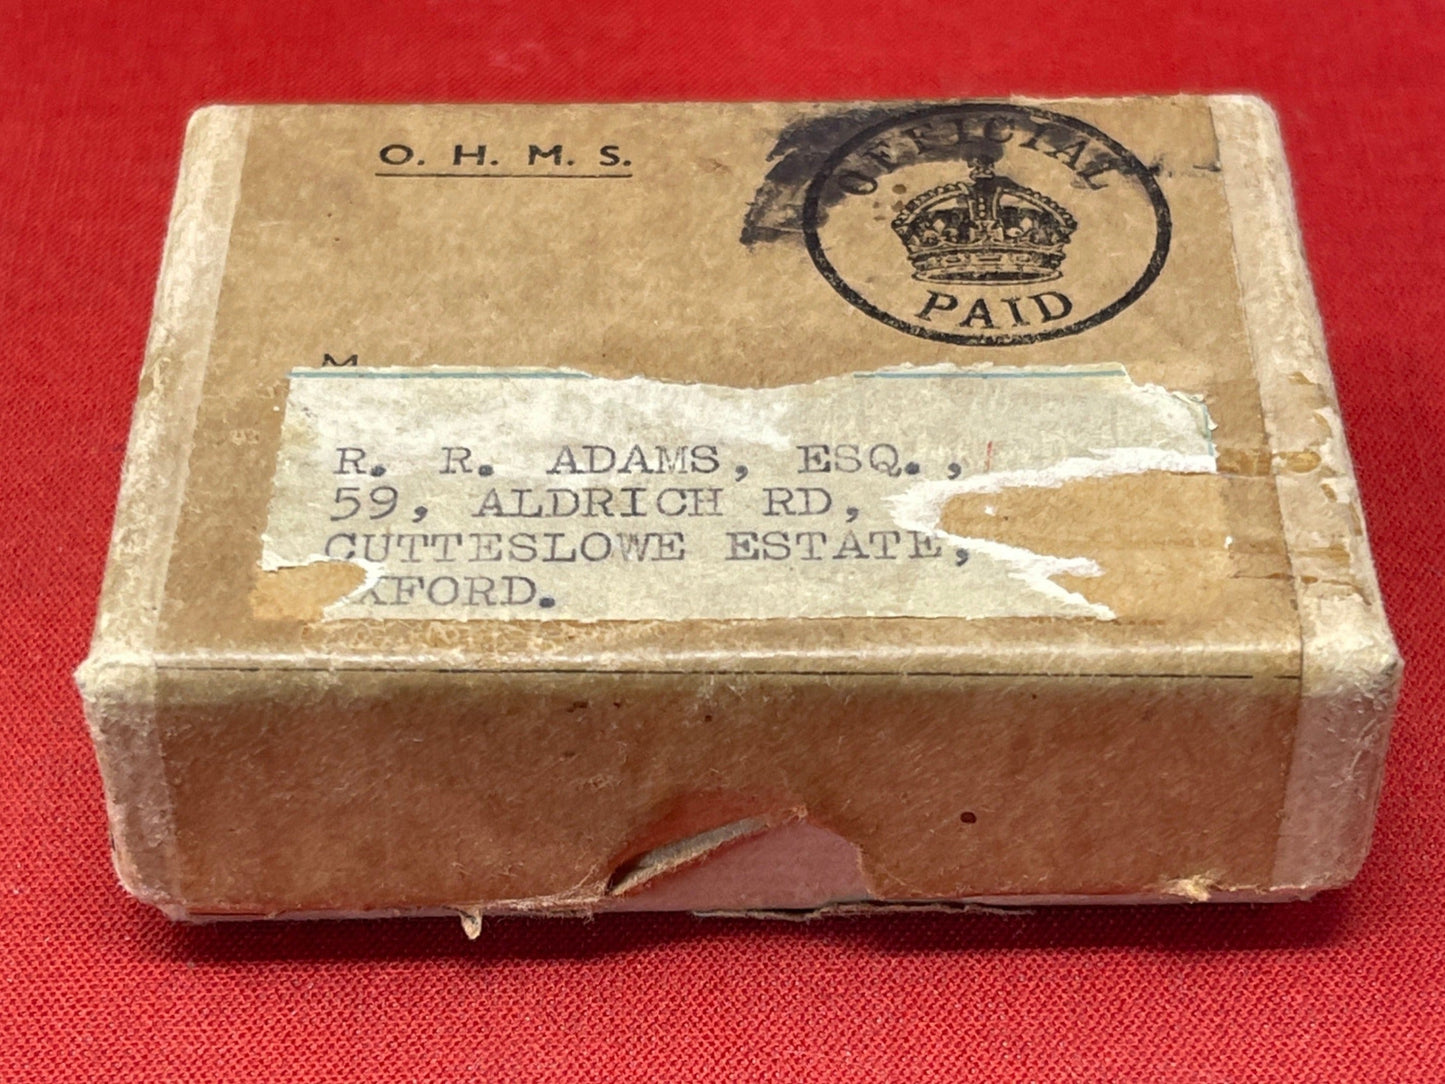 O. H. M. S.
OFFICIAL
PAID
M
R. R. ADAMS, ESQ.,
59, ALDRICH RD,
CUTTESLOWE ESTATE,
XFORD.